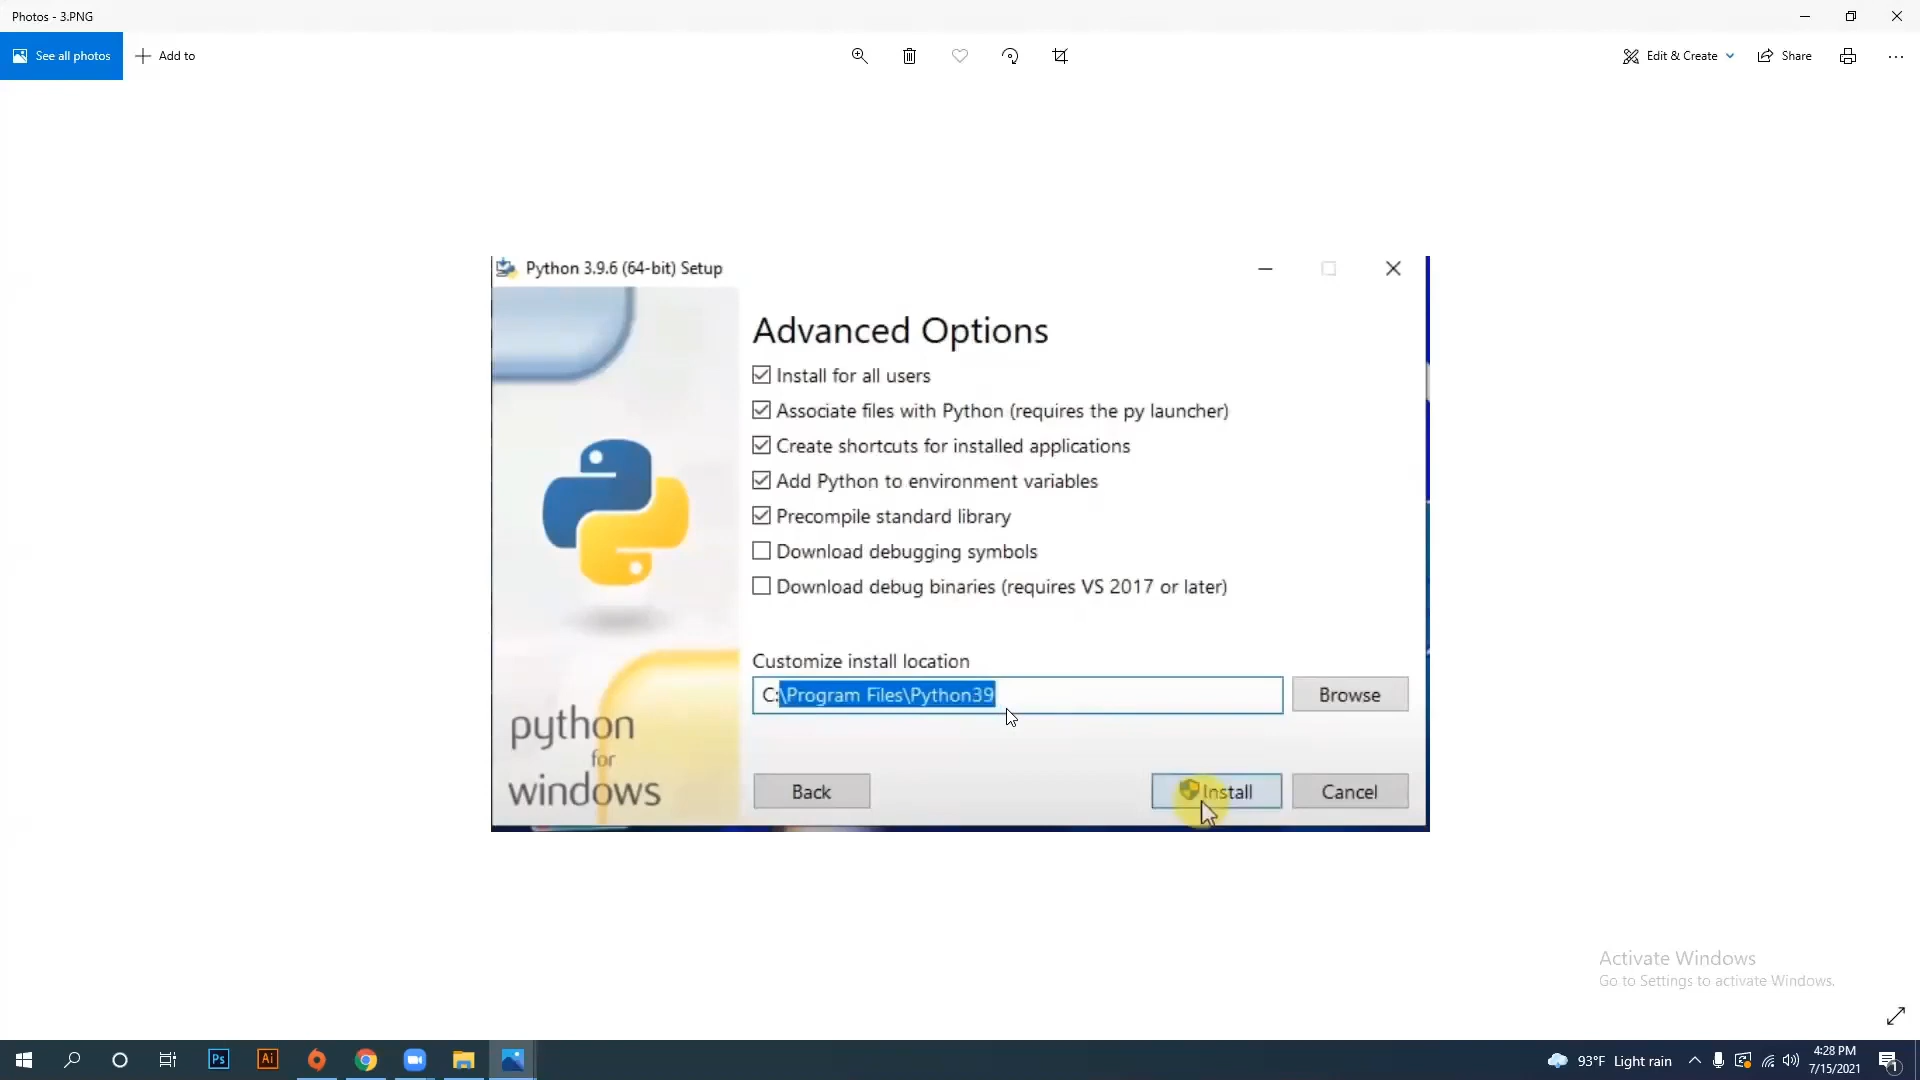 Photos - 3.PNG
See all photos
Add to
Edit & Create
Share
Python 3.9.6 (64-bit) Setup
Advanced Options
Install for all users
Associate files with Python (requires the py launcher)
Create shortcuts for installed applications
Add Python to environment variables
Precompile standard library
Download debugging symbols
Download debug binaries (requires VS 2017 or later)
Customize install location
C:\Program Files\Python39
Browse
python
for
windows
Back
Install
Cancel
Activate Windows
Go to Settings to activate Windows.
Ps
Ai
93°F Light rain
4:28 PM
7/15/2021
1